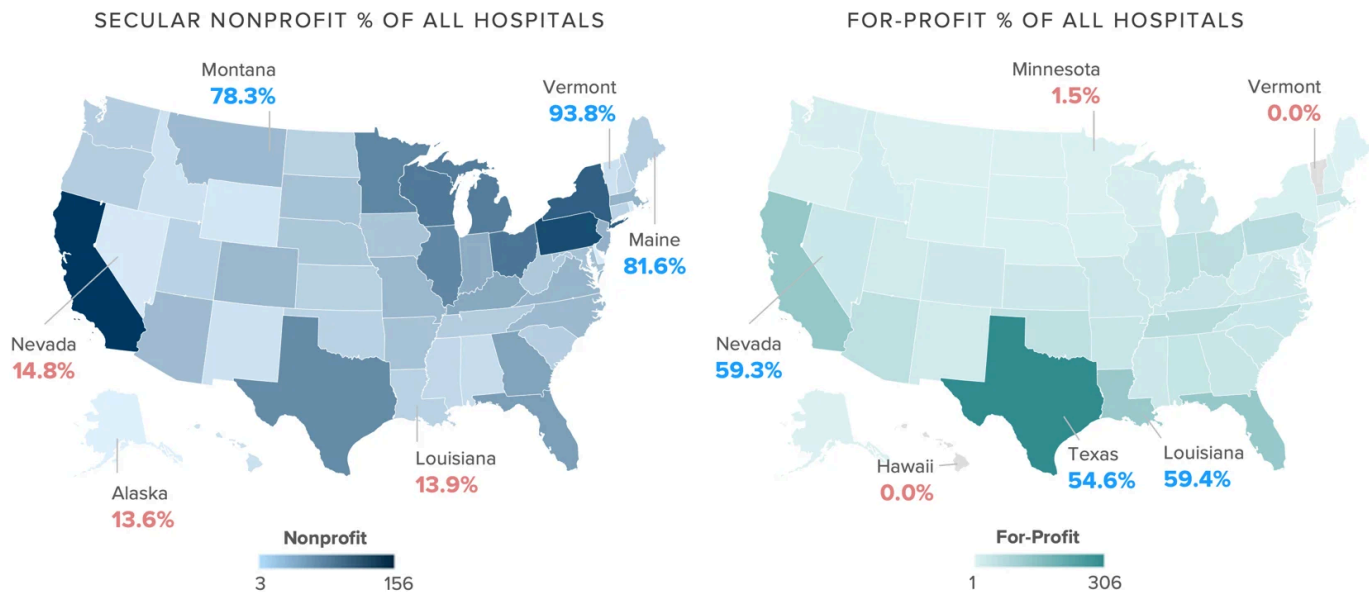 SECULAR NONPROFIT % OF ALL HOSPITALS
Montana
78.3%
Vermont
93.8%
Maine
81.6%
Nevada
14.8%
Louisiana
13.9%
Alaska
13.6%
Nonprofit
3
156
FOR-PROFIT % OF ALL HOSPITALS
Minnesota
1.5%
Vermont
0.0%
Nevada
59.3%
Hawaii
0.0%
Texas
54.6%
Louisiana
59.4%
For-Profit
1
306